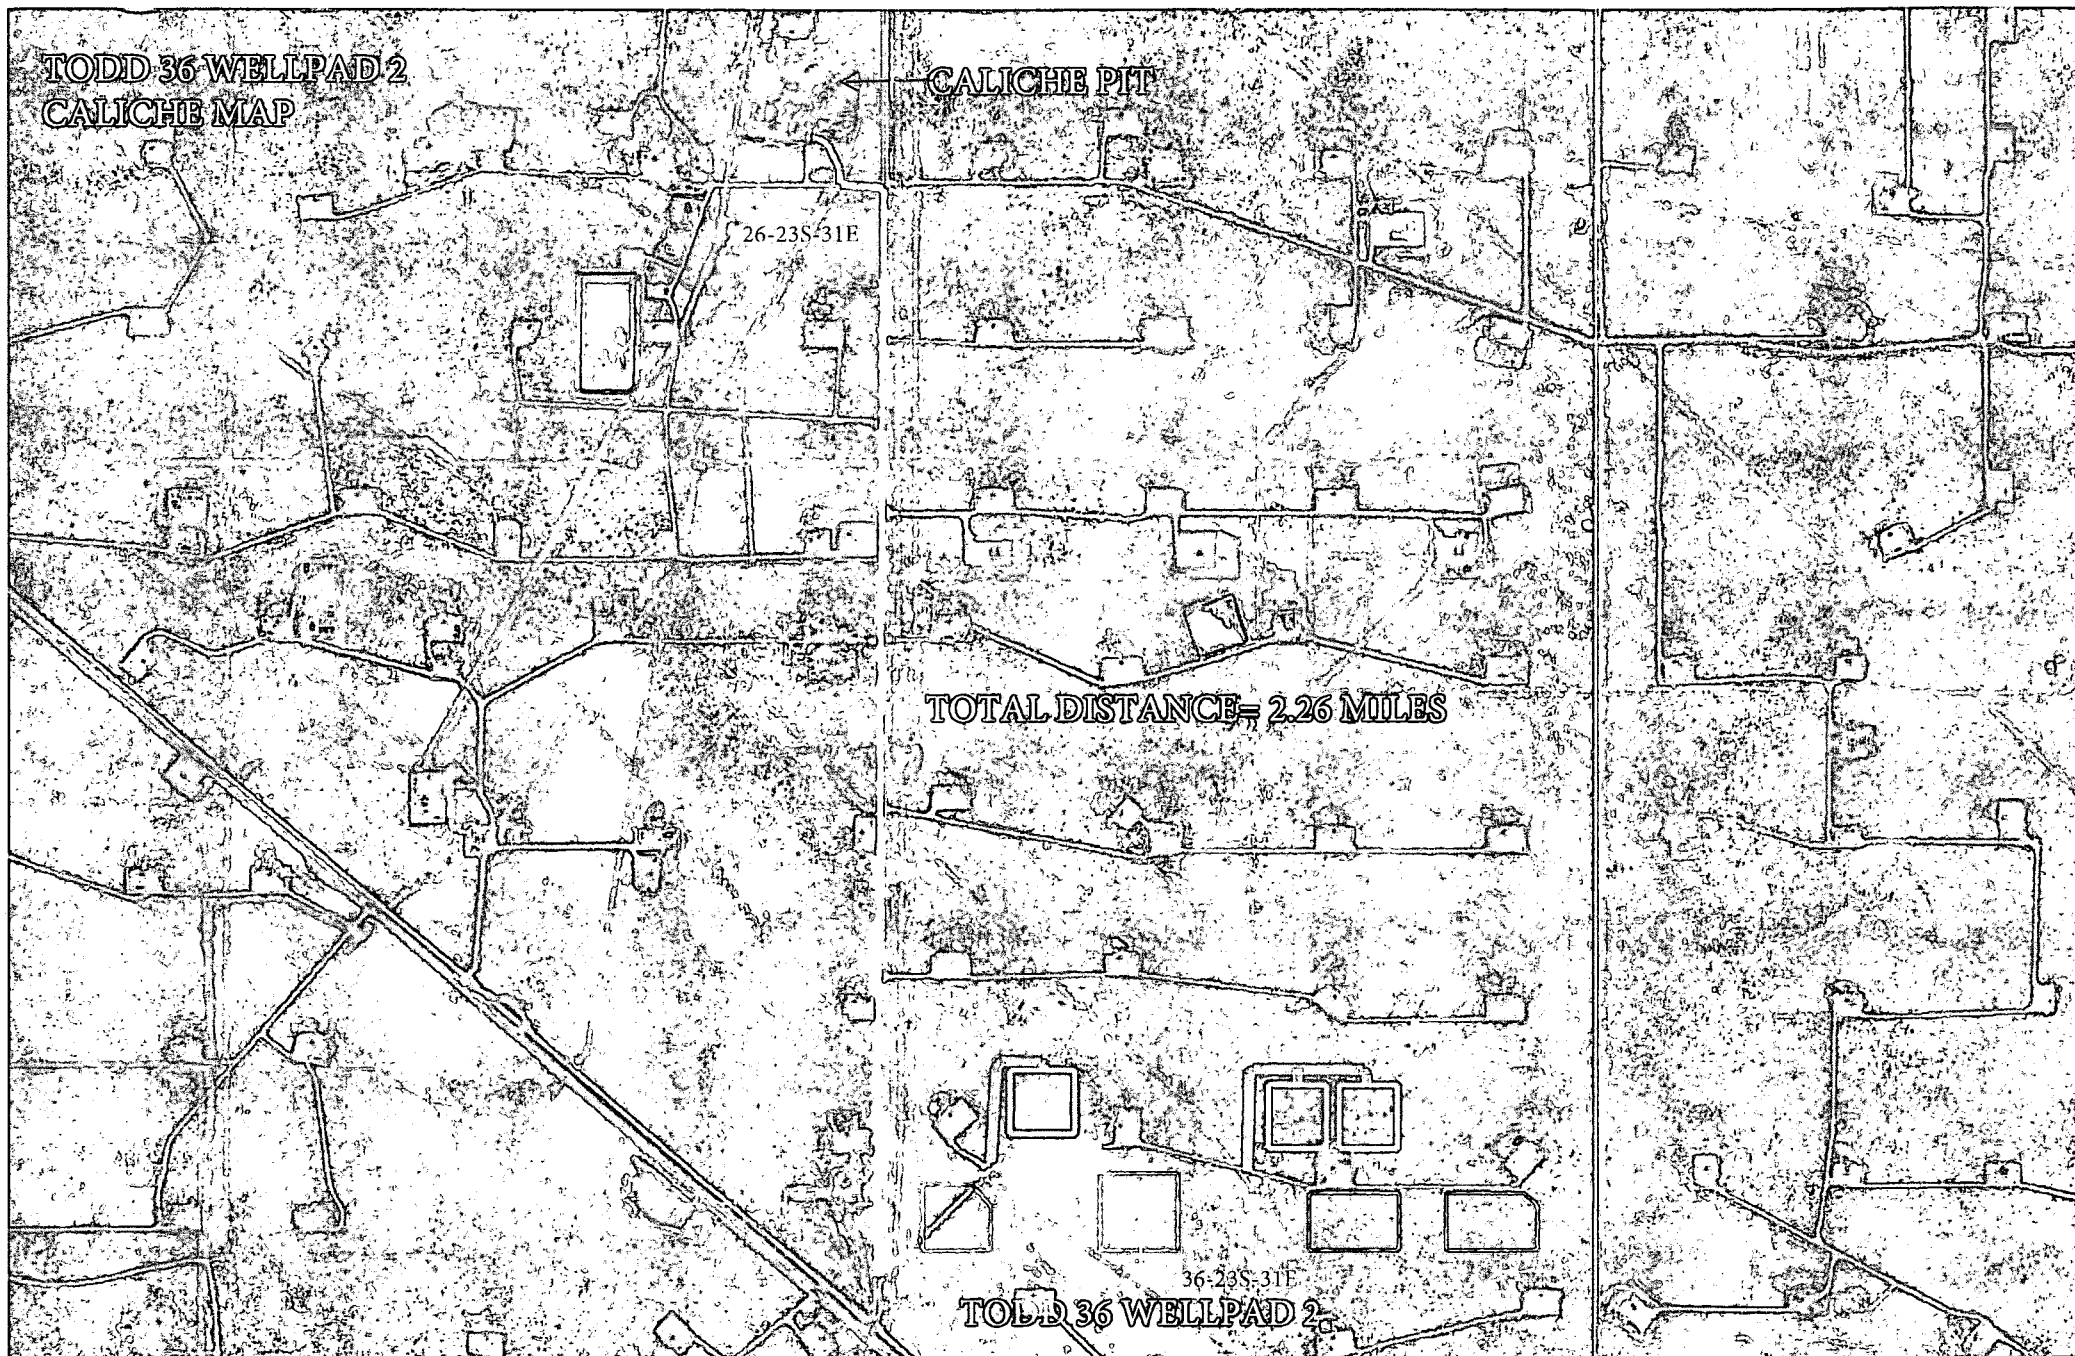 TODD 36 WELLPAD 2
CALICHE MAP
CALICHE PIT
26-23S-31E
TOTAL DISTANCE= 2.26 MILES
36-23S-31E
TODD 36 WELLPAD 2